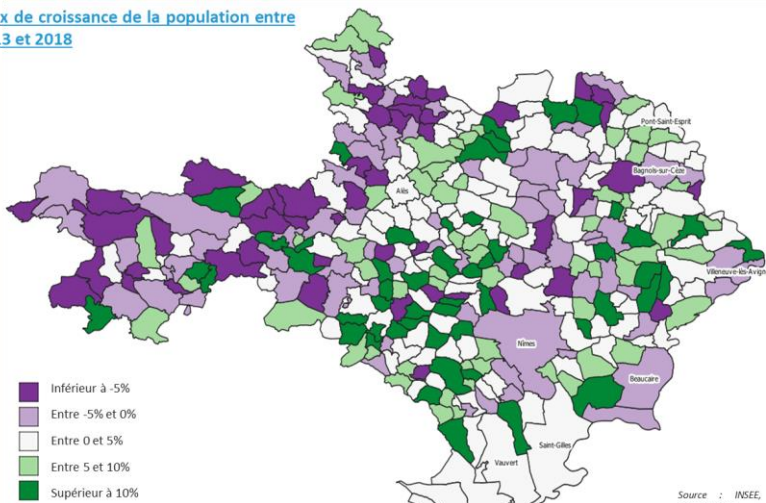 x de croissance de la population entre
13 et 2018
Pont-Saint-Esprit
Bagnols-sur-Cèze
Alès
Villeneuve-lès-Avign
Nîmes
Beaucaire
Saint-Gilles
Vauvert
Inférieur à -5%
Entre -5% et 0%
Entre 0 et 5%
Entre 5 et 10%
Supérieur à 10%
Source : INSEE,